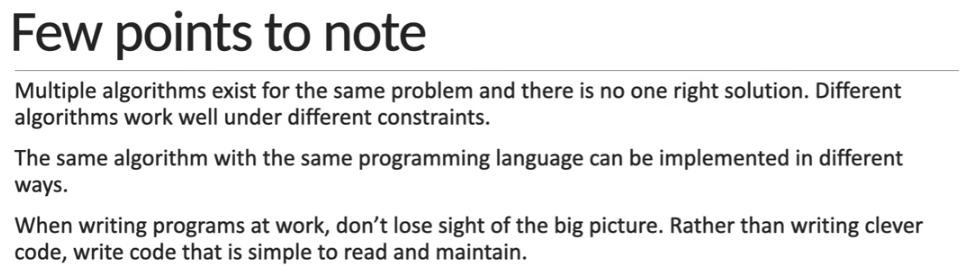 Few points to note
Multiple algorithms exist for the same problem and there is no one right solution. Different
algorithms work well under different constraints.
The same algorithm with the same programming language can be implemented in different
ways.
When writing programs at work, don’t lose sight of the big picture. Rather than writing clever
code, write code that is simple to read and maintain.